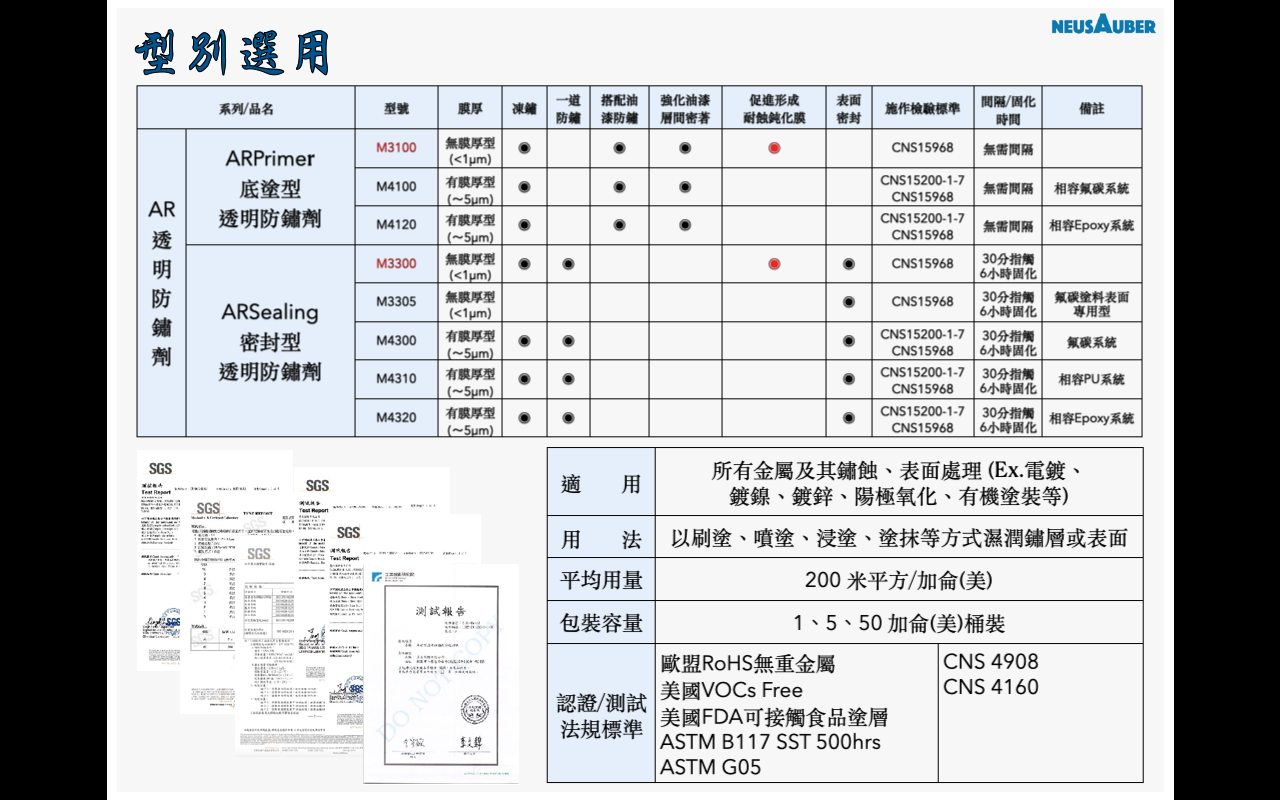 NEUSAUBER
型別選用
系列/品名 型號 膜厚 凍鏽 一道防鏽 搭配油漆防鏽 強化油漆層間密著 促進形成耐蝕鈍化膜 表面密封 施作檢驗標準 間隔/固化時間 備註
AR透明防鏽劑
ARPrimer
底塗型
透明防鏽劑
M3100 無膜厚型(<1μm) ◉ ◉ ◉ ◉ CNS15968 無需間隔
M4100 有膜厚型(～5μm) ◉ ◉ ◉ CNS15200-1-7 CNS15968 無需間隔 相容氟碳系統
M4120 有膜厚型(～5μm) ◉ ◉ ◉ CNS15200-1-7 CNS15968 無需間隔 相容Epoxy系統
ARSealing
密封型
透明防鏽劑
M3300 無膜厚型(<1μm) ◉ ◉ ◉ ◉ CNS15968 30分指觸 6小時固化
M3305 無膜厚型(<1μm) ◉ CNS15968 30分指觸 6小時固化 氟碳塗料表面專用型
M4300 有膜厚型(～5μm) ◉ ◉ ◉ CNS15200-1-7 CNS15968 30分指觸 6小時固化 氟碳系統
M4310 有膜厚型(～5μm) ◉ ◉ ◉ CNS15200-1-7 CNS15968 30分指觸 6小時固化 相容PU系統
M4320 有膜厚型(～5μm) ◉ ◉ ◉ CNS15200-1-7 CNS15968 30分指觸 6小時固化 相容Epoxy系統
SGS
測試報告
Test Report
SGS
SGS
測試報告
Test Report
SGS
SGS
測試報告
Test Report
測試報告
DO NOT COPY
適用
所有金屬及其鏽蝕、表面處理 (Ex.電鍍、
鍍鎳、鍍鋅、陽極氧化、有機塗裝等)
用法
以刷塗、噴塗、浸塗、塗抹等方式濕潤鏽層或表面
平均用量
200 米平方/加侖(美)
包裝容量
1、5、50 加侖(美)桶裝
認證/測試
法規標準
歐盟RoHS無重金屬
美國VOCs Free
美國FDA可接觸食品塗層
ASTM B117 SST 500hrs
ASTM G05
CNS 4908
CNS 4160